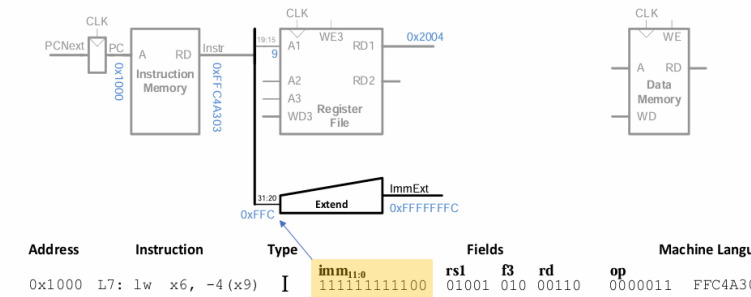 CLK
CLK
PCNext PC A RD Instr 19:15 A1 WE3 RD1 0x2004 WE
9
Instruction Memory
A2 RD2
A RD
Data Memory
0x1000
0xFFC4A303
A3
Register File
WD3
WD
31:20 Extend ImmExt
0xFFC 0xFFFFFFFC
Address Instruction Type Fields Machine Langu
imm11:0 rs1 f3 rd op
0x1000 L7: lw x6, -4(x9) I 111111111100 01001 010 00110 0000011 FFC4A30